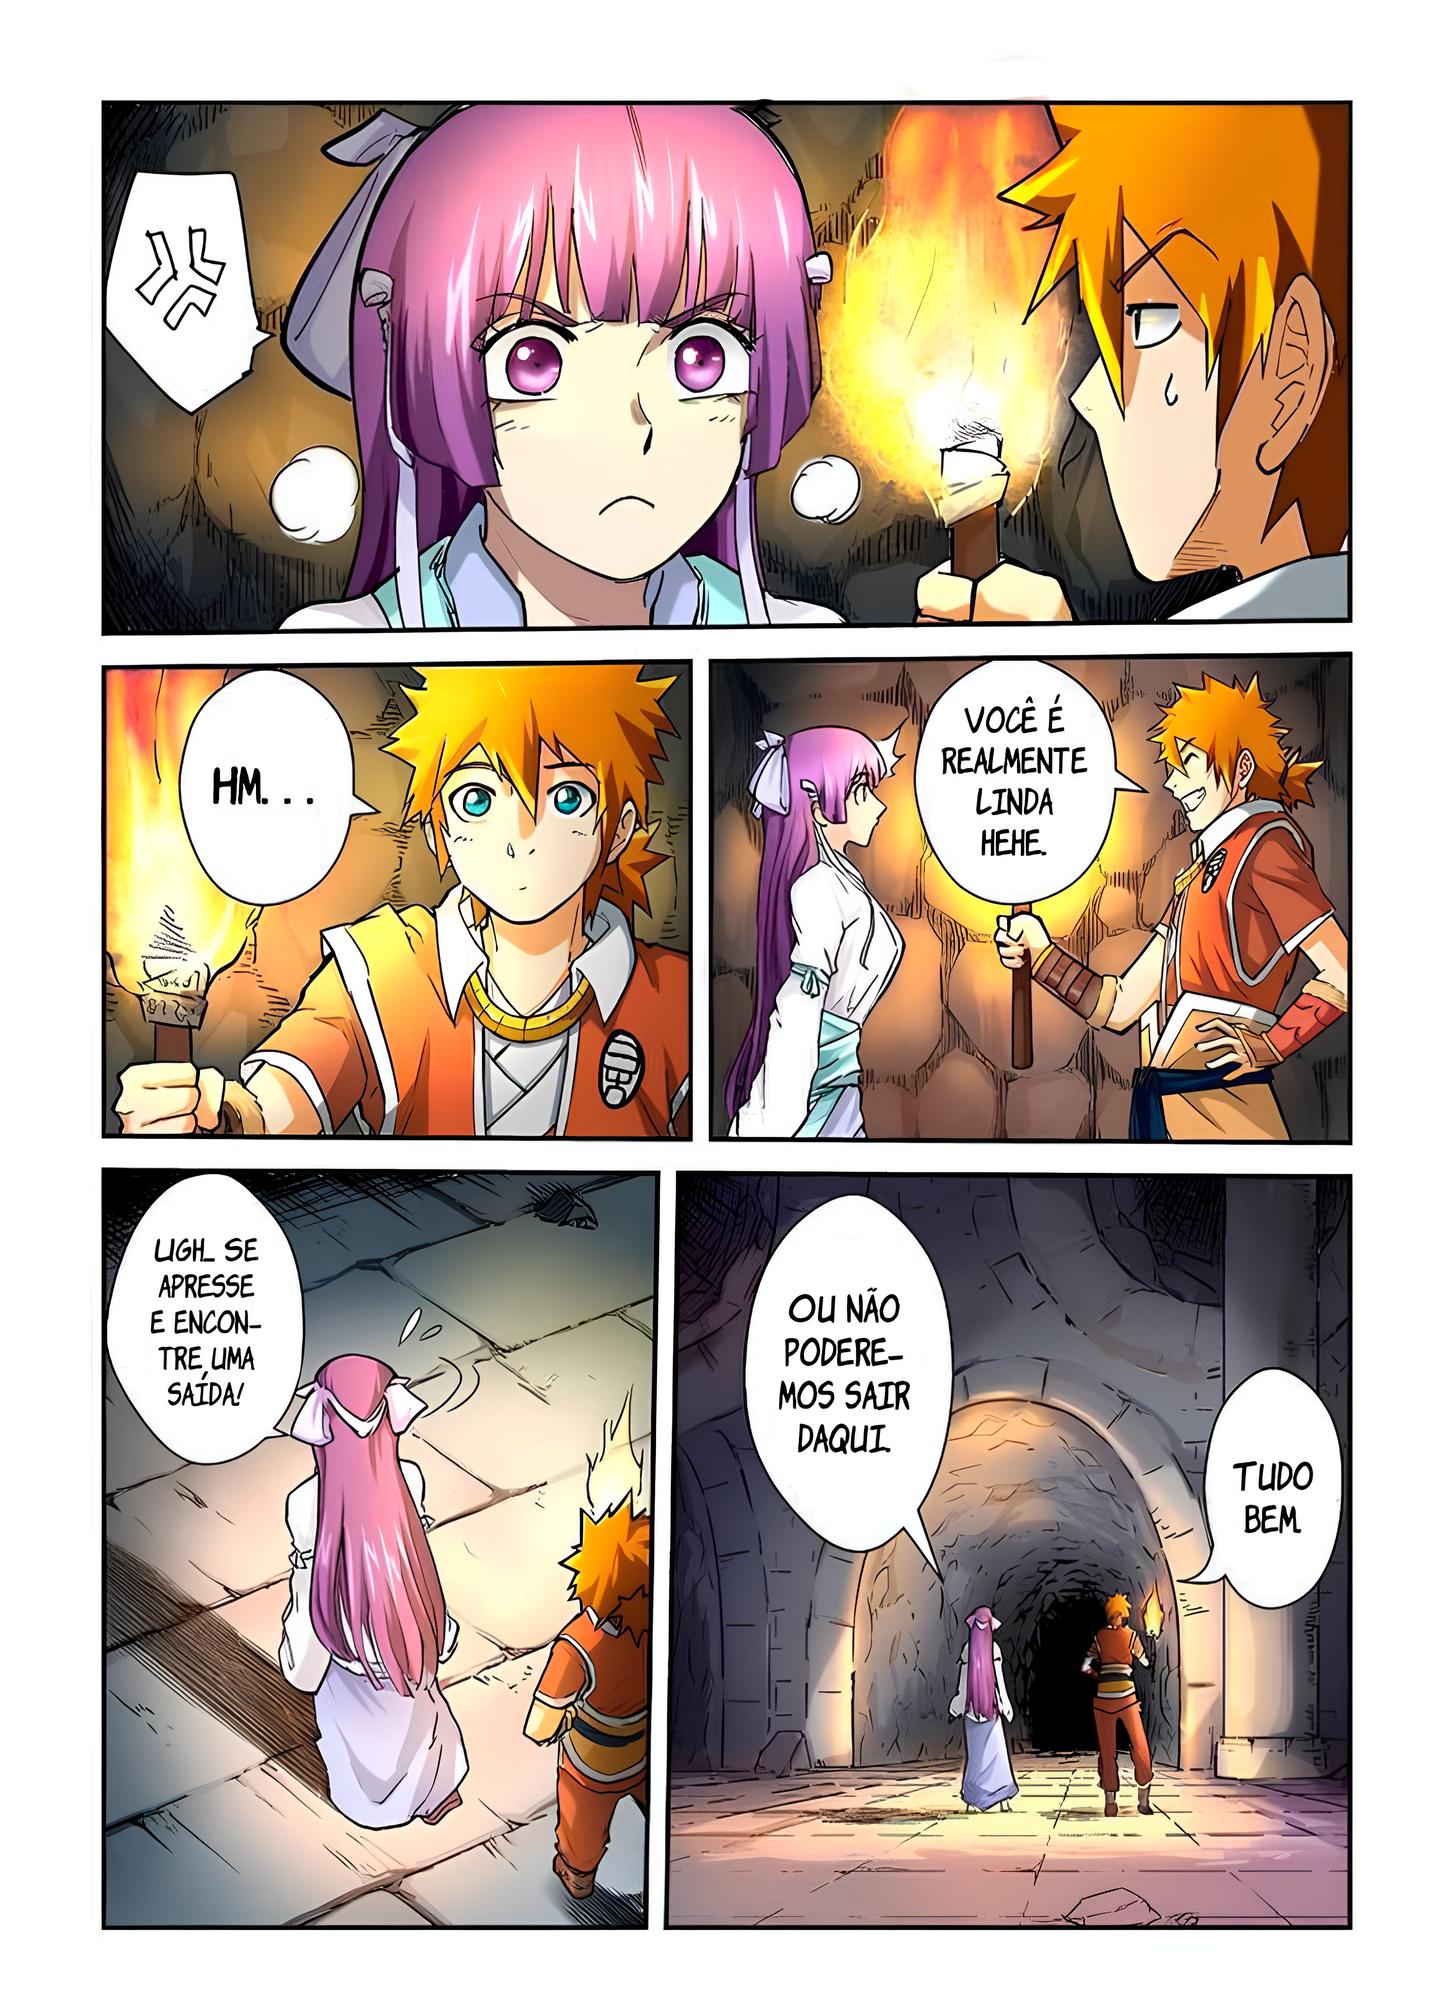 HM...
VOCÊ É
REALMENTE
LINDA
HEHE.
UGH... SE
APRESSE
E ENCON-
TRE UMA
SAÍDA!
OU NÃO
PODERE-
MOS SAIR
DAQUI.
TUDO
BEM.